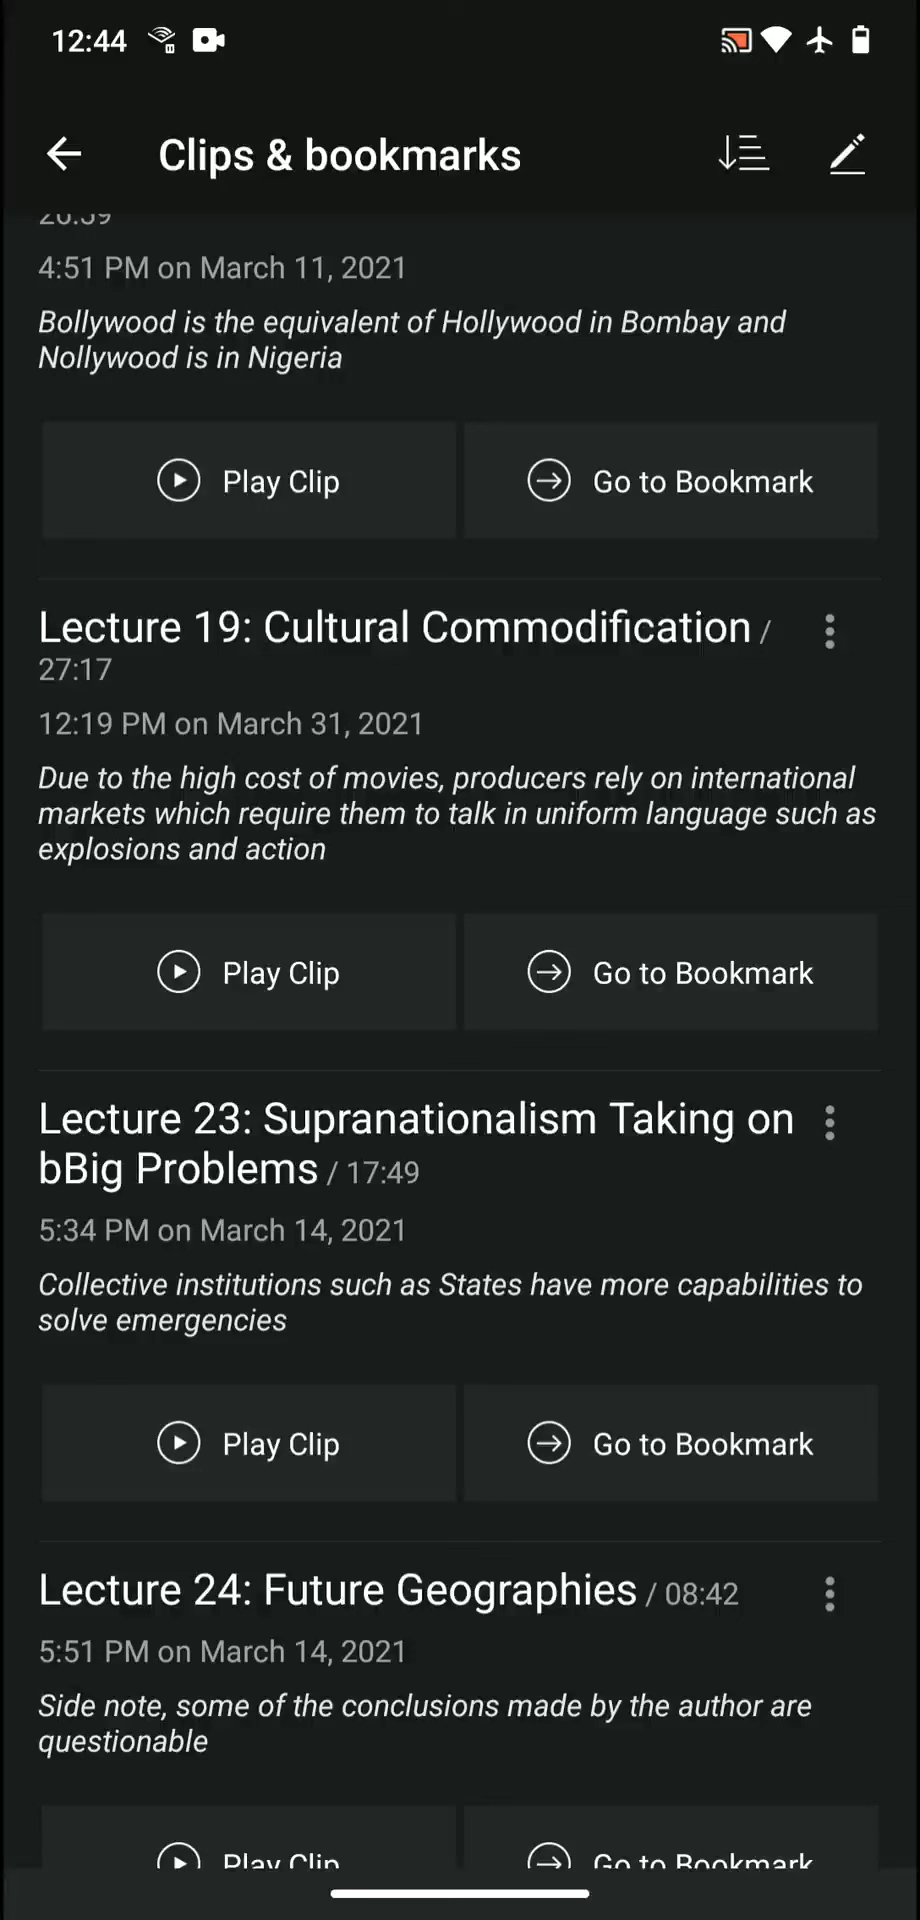 12:44
Clips & bookmarks
4:51 PM on March 11, 2021
Bollywood is the equivalent of Hollywood in Bombay and
Nollywood is in Nigeria
Play Clip
Go to Bookmark
Lecture 19: Cultural Commodification /
27:17
12:19 PM on March 31, 2021
Due to the high cost of movies, producers rely on international
markets which require them to talk in uniform language such as
explosions and action
Play Clip
Go to Bookmark
Lecture 23: Supranationalism Taking on
bBig Problems / 17:49
5:34 PM on March 14, 2021
Collective institutions such as States have more capabilities to
solve emergencies
Play Clip
Go to Bookmark
Lecture 24: Future Geographies / 08:42
5:51 PM on March 14, 2021
Side note, some of the conclusions made by the author are
questionable
Play Clip
Go to Bookmark